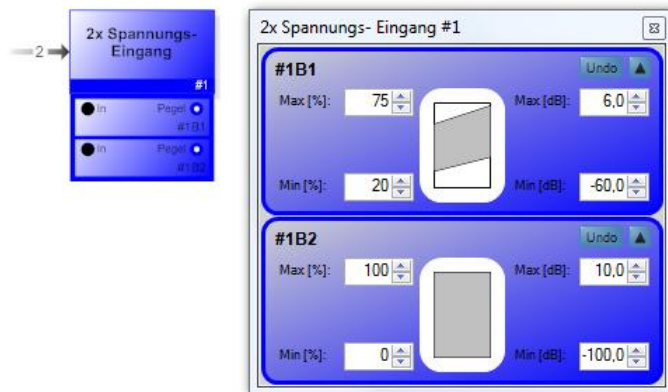 2
2x Spannungs-
Eingang
#1
In Pegel
#1B1
In Pegel
#1B2
2x Spannungs- Eingang #1
#1B1 Undo
Max [%]: 75 Max [dB]: 6,0
Min [%]: 20 Min [dB]: -60,0
#1B2 Undo
Max [%]: 100 Max [dB]: 10,0
Min [%]: 0 Min [dB]: -100,0